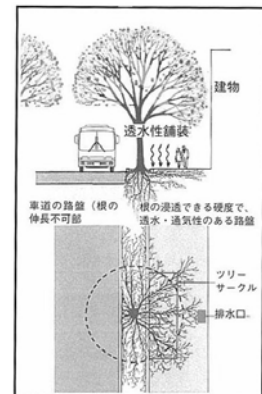 建物
透水性舗装
車道の路盤（根の
伸長不可部
根の浸透できる硬度で、
透水・通気性のある路盤
ツリー
サークル
排水口